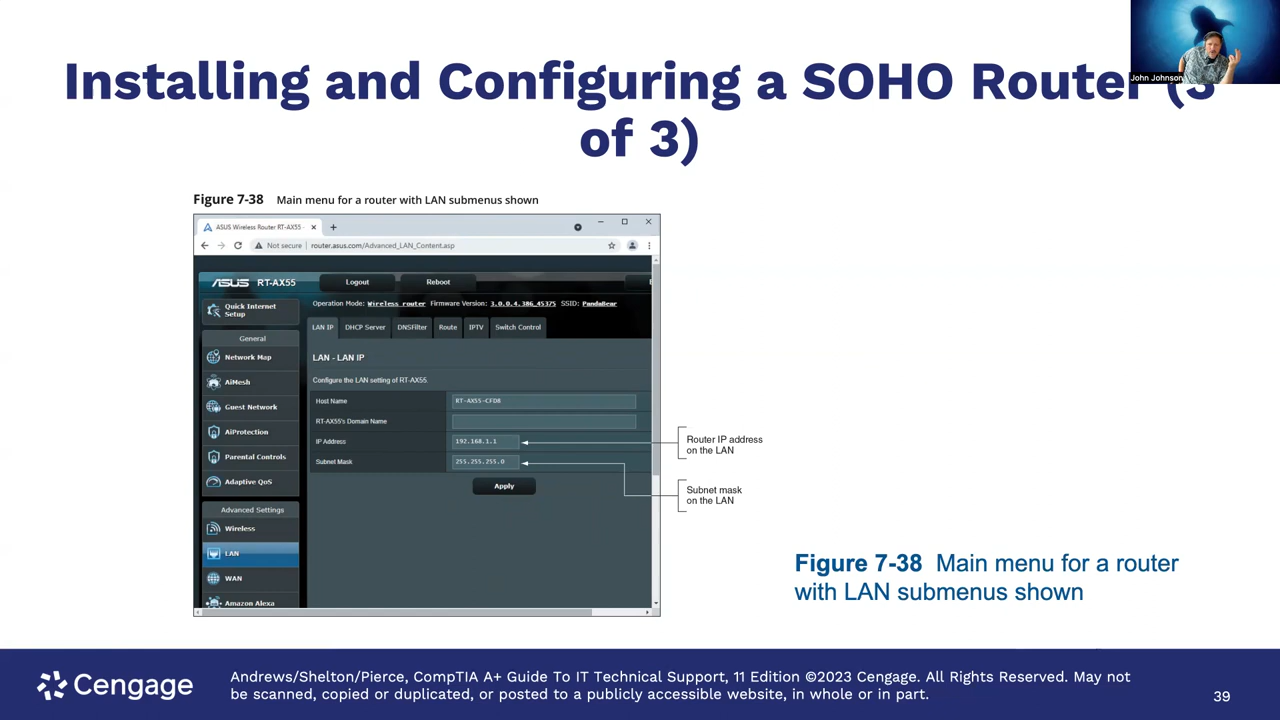 John Johnson
Installing and Configuring a SOHO Router (3
of 3)
Figure 7-38 Main menu for a router with LAN submenus shown
ASUS Wireless Router RT-AX55 -
Not secure router.asus.com/Advanced_LAN_Content.asp
ASUS RT-AX55 Logout Reboot
Quick Internet
Setup
Operation Mode: Wireless router Firmware Version: 3.0.0.4.386_45375 SSID: PandaBear
LAN IP DHCP Server DNSFilter Route IPTV Switch Control
General
Network Map
AiMesh
Guest Network
AiProtection
Parental Controls
Adaptive QoS
Advanced Settings
Wireless
LAN
WAN
Amazon Alexa
LAN - LAN IP
Configure the LAN setting of RT-AX55.
Host Name RT-AX55-CFD8
RT-AX55's Domain Name
IP Address 192.168.1.1
Subnet Mask 255.255.255.0
Apply
Router IP address
on the LAN
Subnet mask
on the LAN
Figure 7-38 Main menu for a router
with LAN submenus shown
Cengage
Andrews/Shelton/Pierce, CompTIA A+ Guide To IT Technical Support, 11 Edition ©2023 Cengage. All Rights Reserved. May not
be scanned, copied or duplicated, or posted to a publicly accessible website, in whole or in part.
39